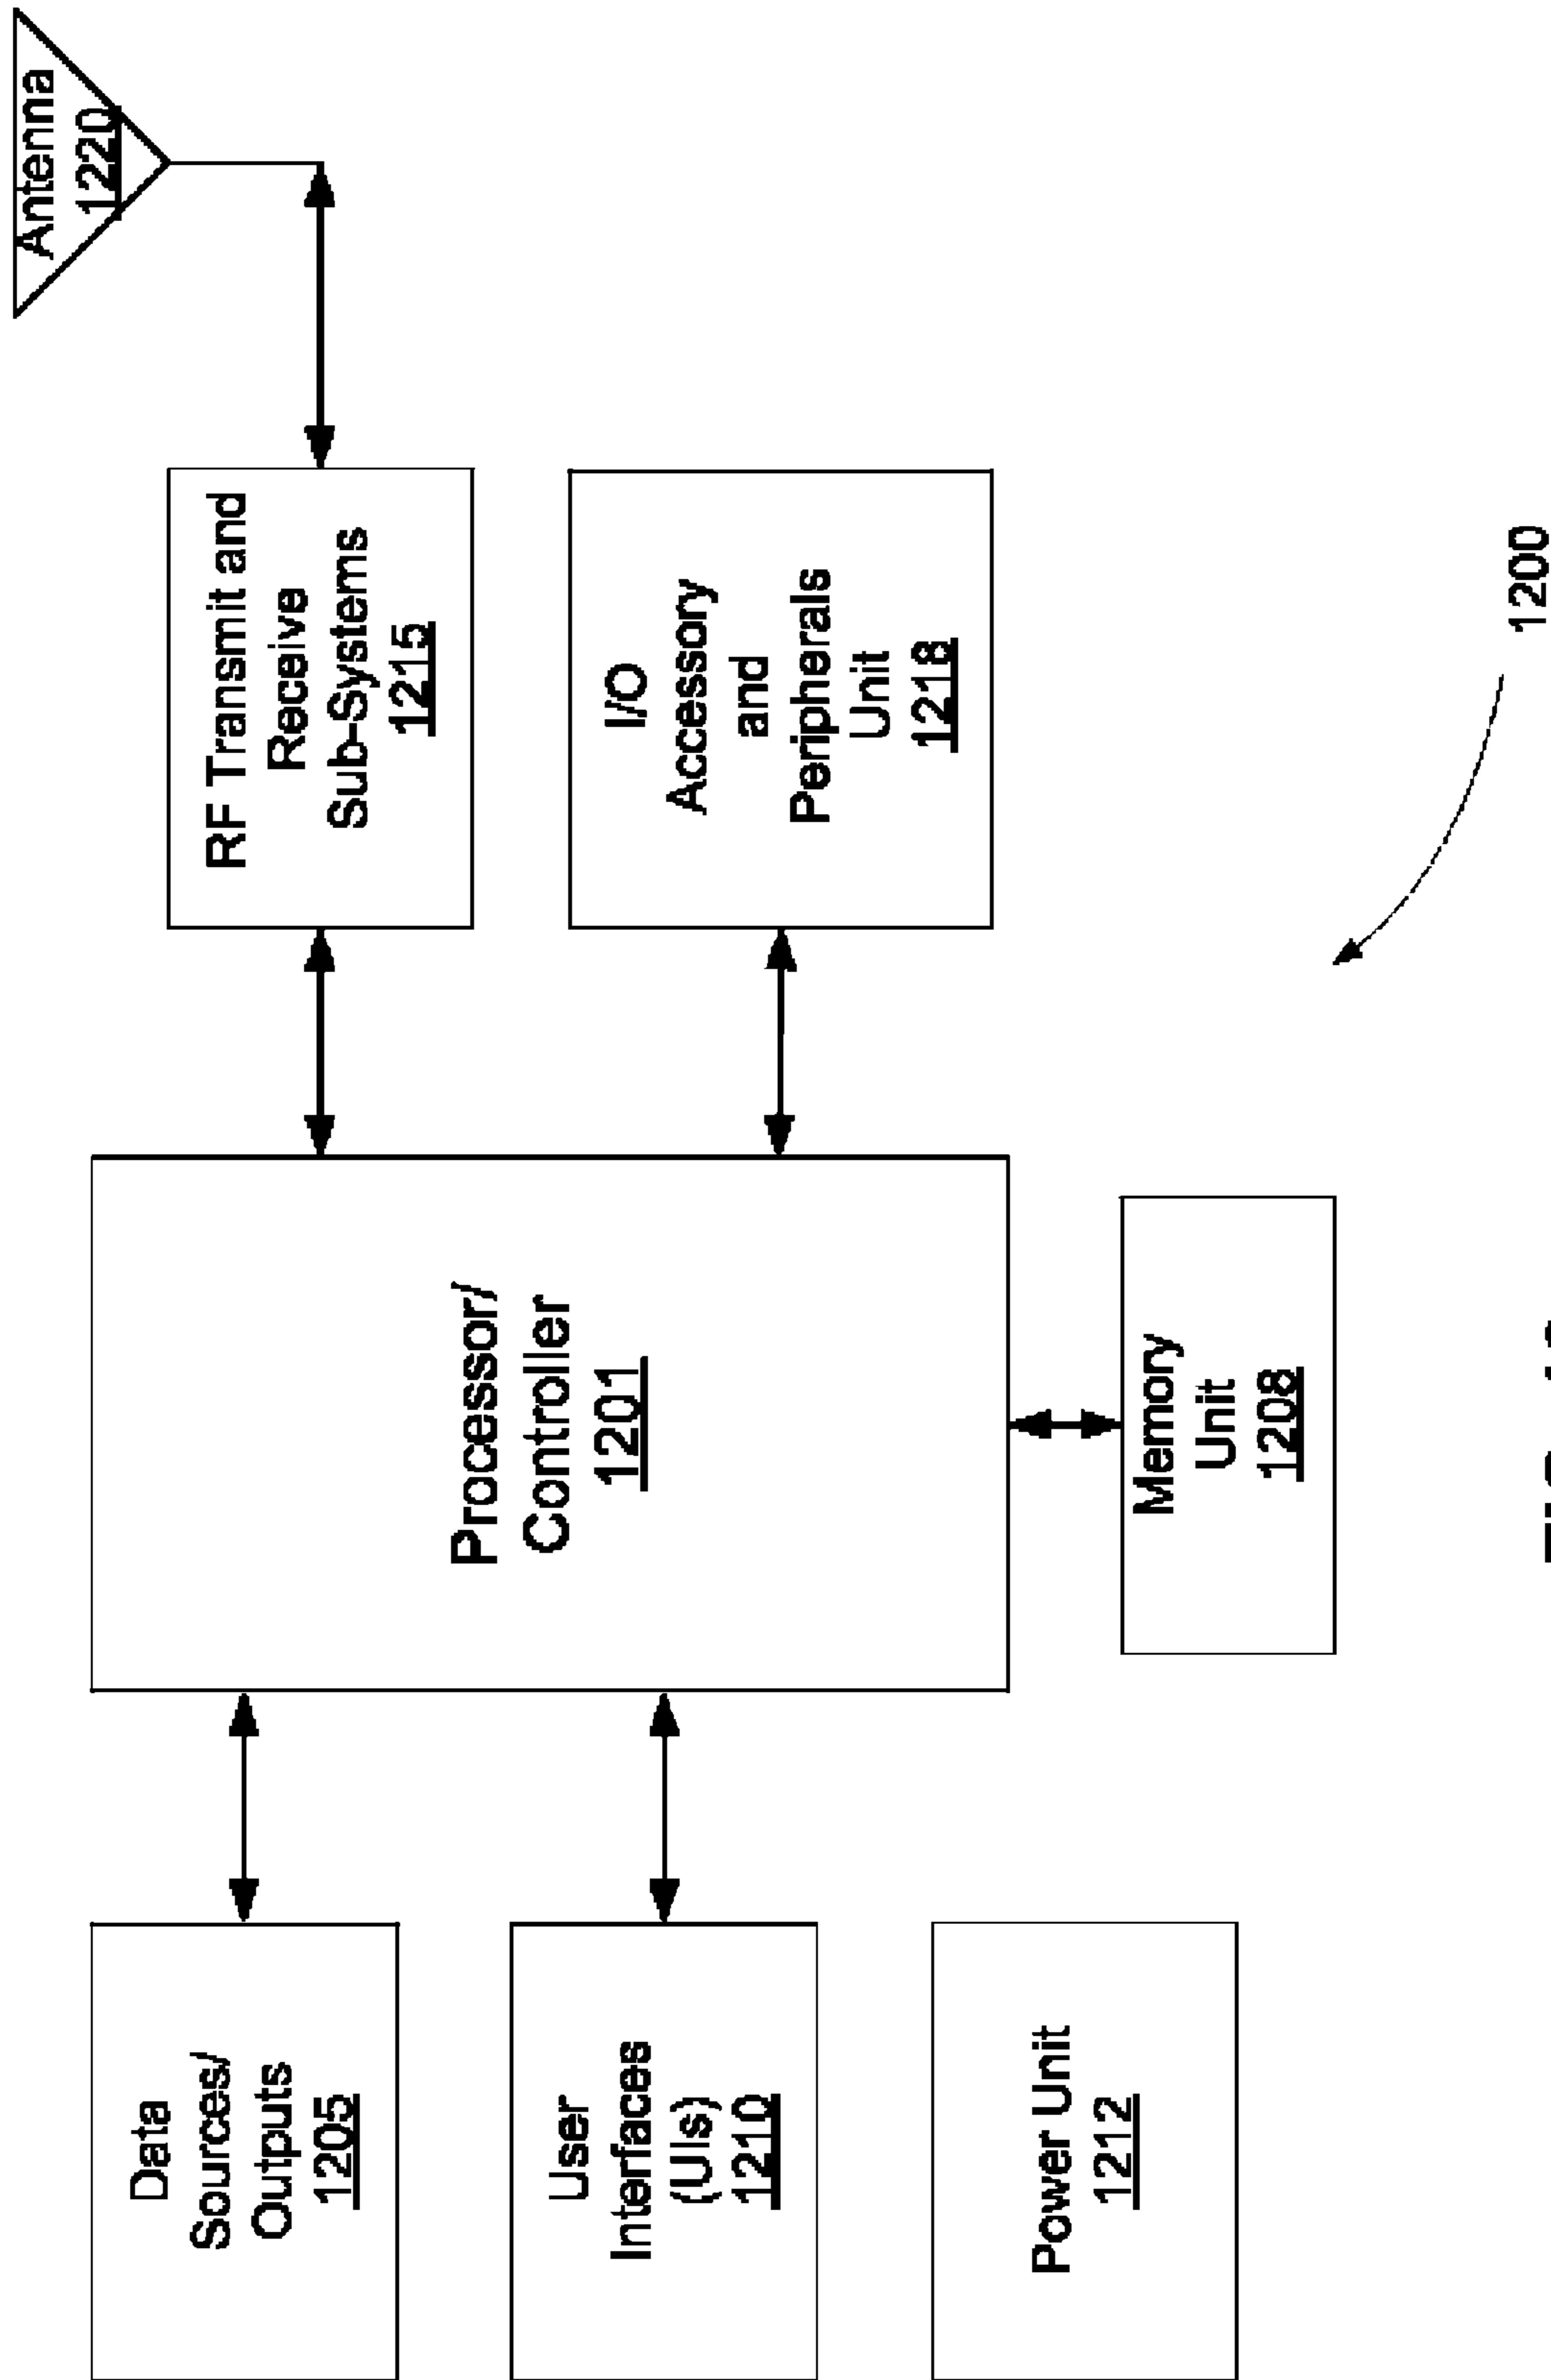 Antenna
1220
Data
Sources/
Outputs
1205
Processor/
Controller
1201
RF Transmit and
Receive
Sub-Systems
1215
User
Interfaces
(UIs)
1210
I/O
Accessory
and
Peripherals
Unit
1218
Power Unit
1212
Memory
Unit
1208
1200